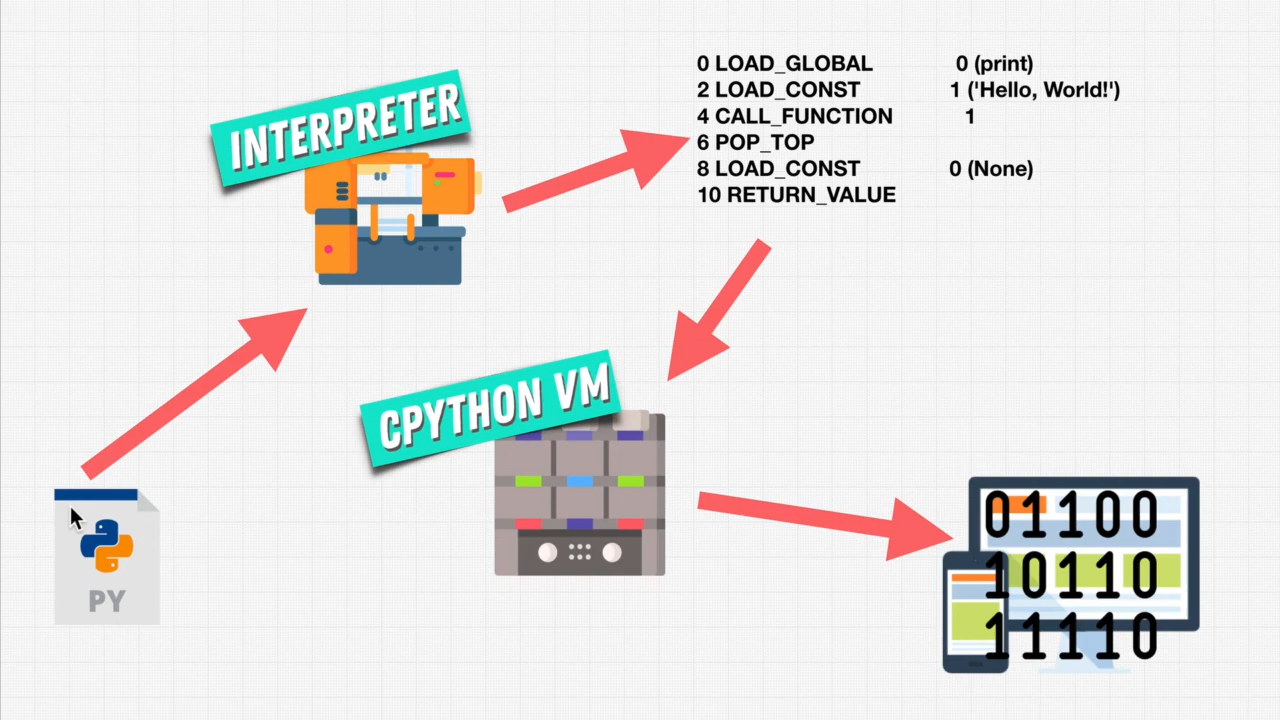 INTERPRETER
0 LOAD_GLOBAL 0 (print)
2 LOAD_CONST 1 ('Hello, World!')
4 CALL_FUNCTION 1
6 POP_TOP
8 LOAD_CONST 0 (None)
10 RETURN_VALUE
CPYTHON VM
PY
01100
10110
11110